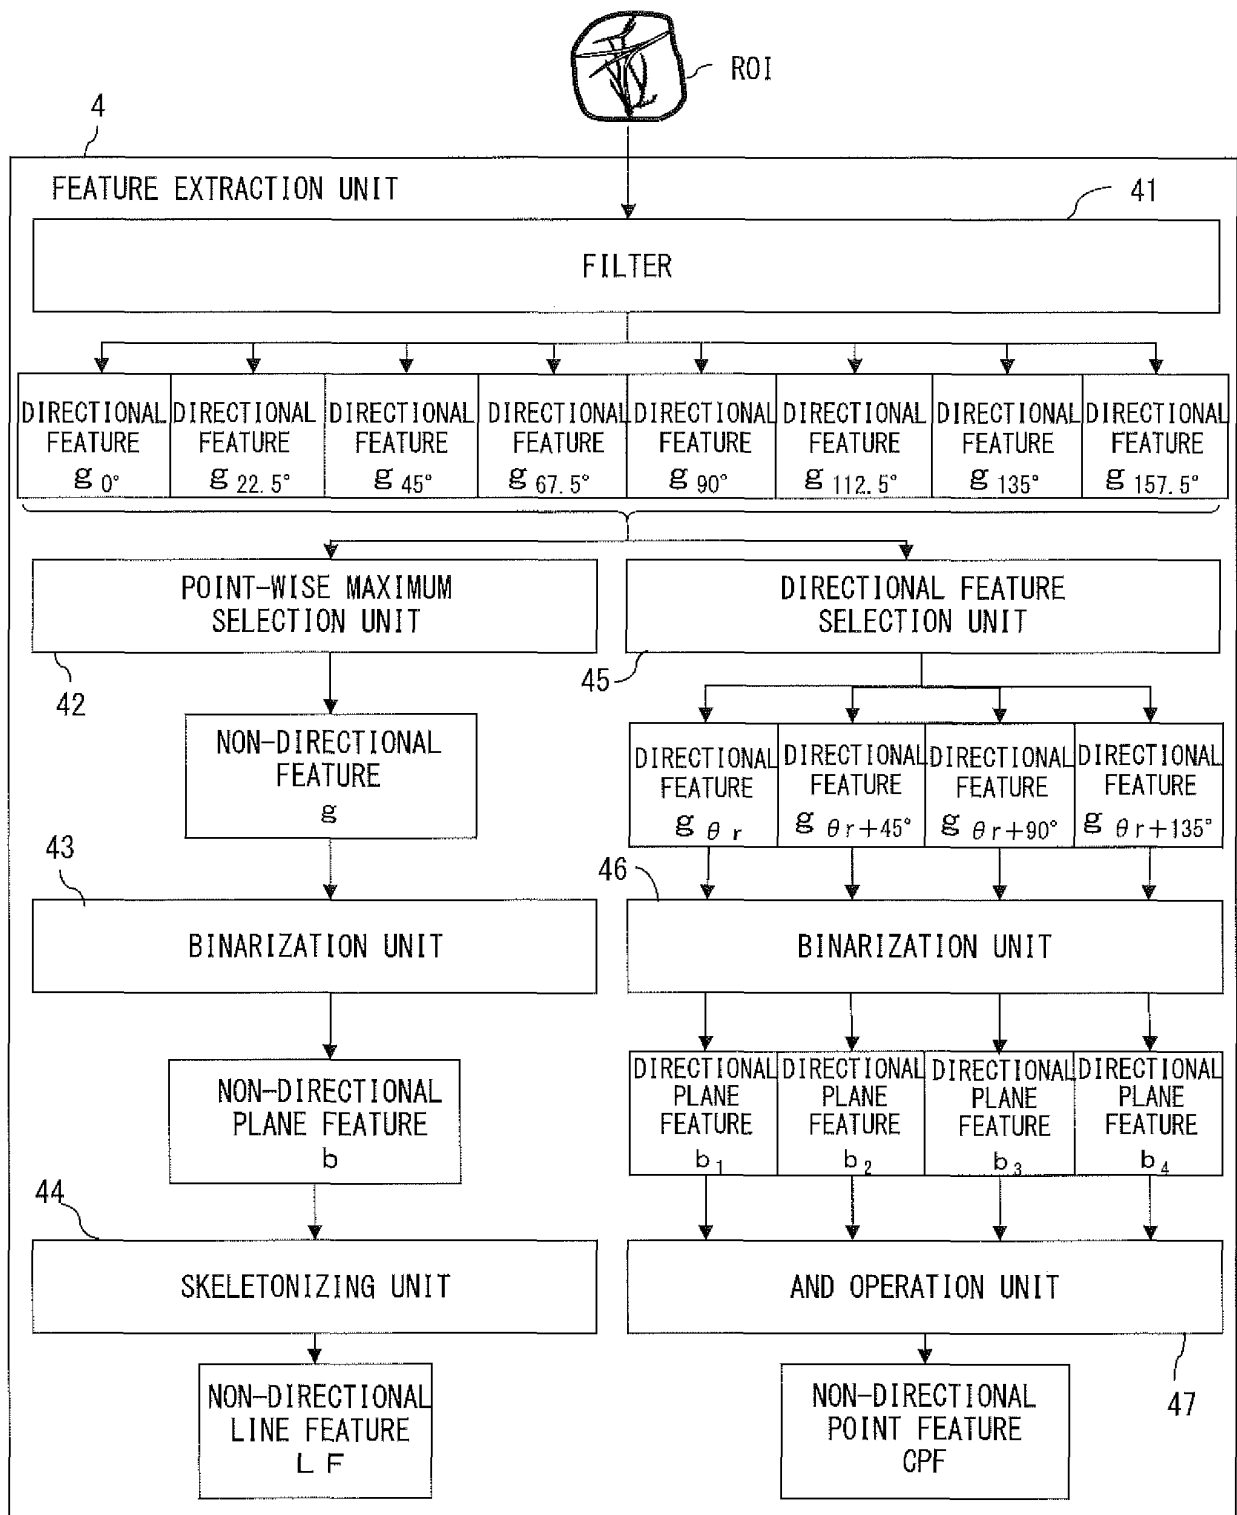 ROI
4
FEATURE EXTRACTION UNIT
41
FILTER
DIRECTIONAL
FEATURE
g 0°
DIRECTIONAL
FEATURE
g 22.5°
DIRECTIONAL
FEATURE
g 45°
DIRECTIONAL
FEATURE
g 67.5°
DIRECTIONAL
FEATURE
g 90°
DIRECTIONAL
FEATURE
g 112.5°
DIRECTIONAL
FEATURE
g 135°
DIRECTIONAL
FEATURE
g 157.5°
POINT-WISE MAXIMUM
SELECTION UNIT
42
DIRECTIONAL FEATURE
SELECTION UNIT
45
NON-DIRECTIONAL
FEATURE
g
DIRECTIONAL
FEATURE
g θr
DIRECTIONAL
FEATURE
g θr+45°
DIRECTIONAL
FEATURE
g θr+90°
DIRECTIONAL
FEATURE
g θr+135°
43
BINARIZATION UNIT
46
BINARIZATION UNIT
NON-DIRECTIONAL
PLANE FEATURE
b
DIRECTIONAL
PLANE
FEATURE
b1
DIRECTIONAL
PLANE
FEATURE
b2
DIRECTIONAL
PLANE
FEATURE
b3
DIRECTIONAL
PLANE
FEATURE
b4
44
SKELETONIZING UNIT
AND OPERATION UNIT
47
NON-DIRECTIONAL
LINE FEATURE
LF
NON-DIRECTIONAL
POINT FEATURE
CPF